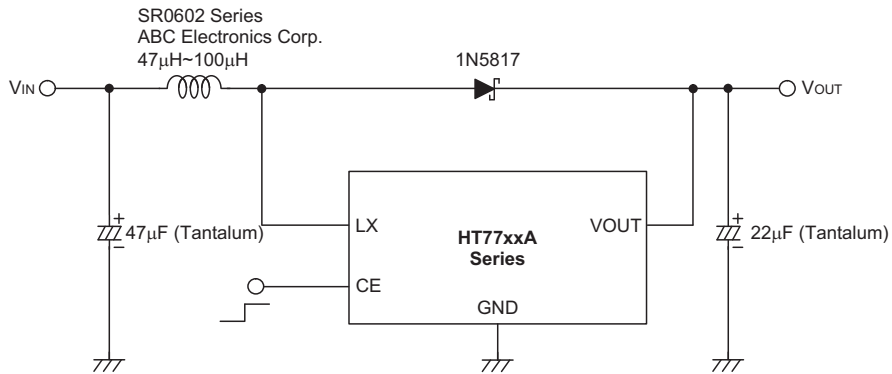 SR0602 Series
ABC Electronics Corp.
47μH~100μH
1N5817
VIN
VOUT
+
47μF (Tantalum)
−
LX
HT77xxA
Series
VOUT
CE
GND
+
22μF (Tantalum)
−